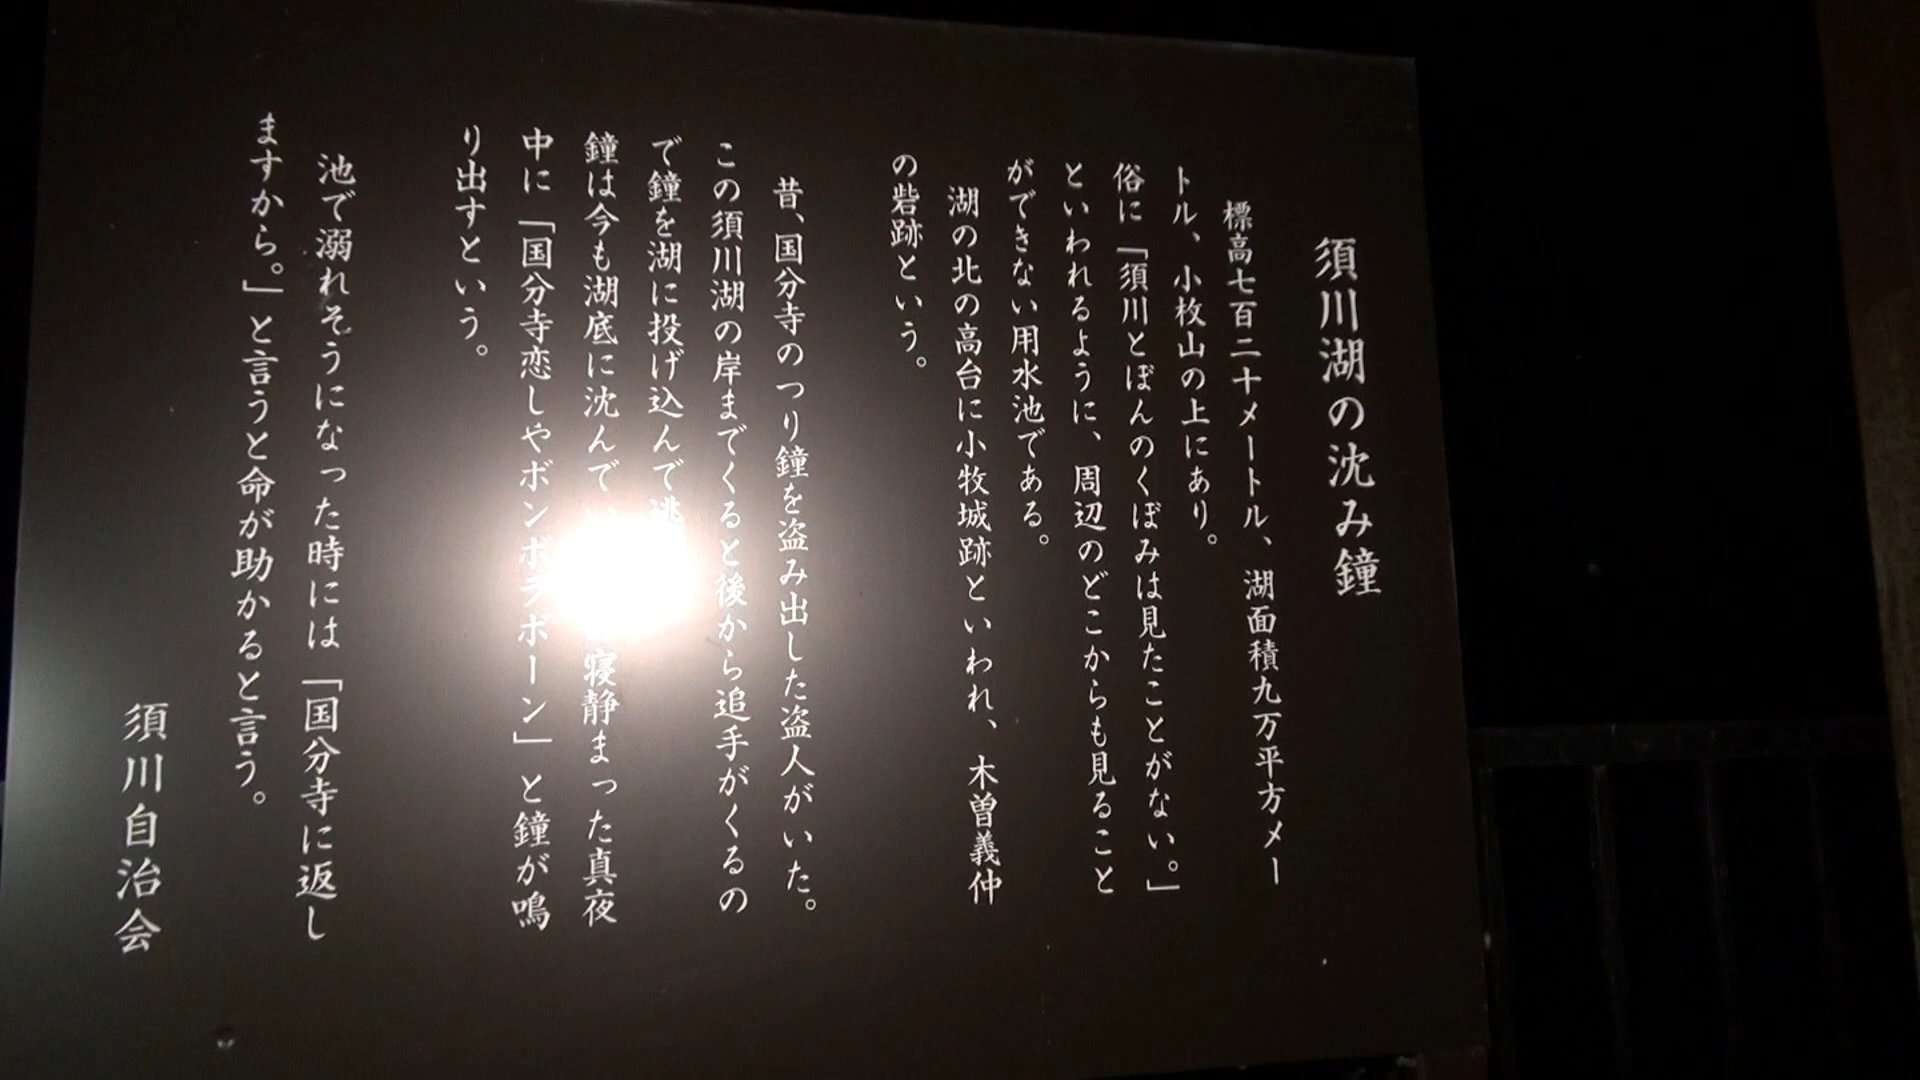 須川湖の沈み鐘
標高七百二十メートル、湖面積九万平方メー
トル、小枚山の上にあり。
俗に「須川とぼんのくぼみは見たことがない。」
といわれるように、周辺のどこからも見ること
ができない用水池である。
湖の北の高台に小牧城跡といわれ、木曽義仲
の砦跡という。
昔、国分寺のつり鐘を盗み出した盗人がいた。
この須川湖の岸までくると後から追手がくるの
で鐘を湖に投げ込んで逃
鐘は今も湖底に沈んで 寝静まった真夜
中に「国分寺恋しやボンボラボーン」と鐘が鳴
り出すという。
池で溺れそうになった時には「国分寺に返し
ますから。」と言うと命が助かると言う。
須川自治会